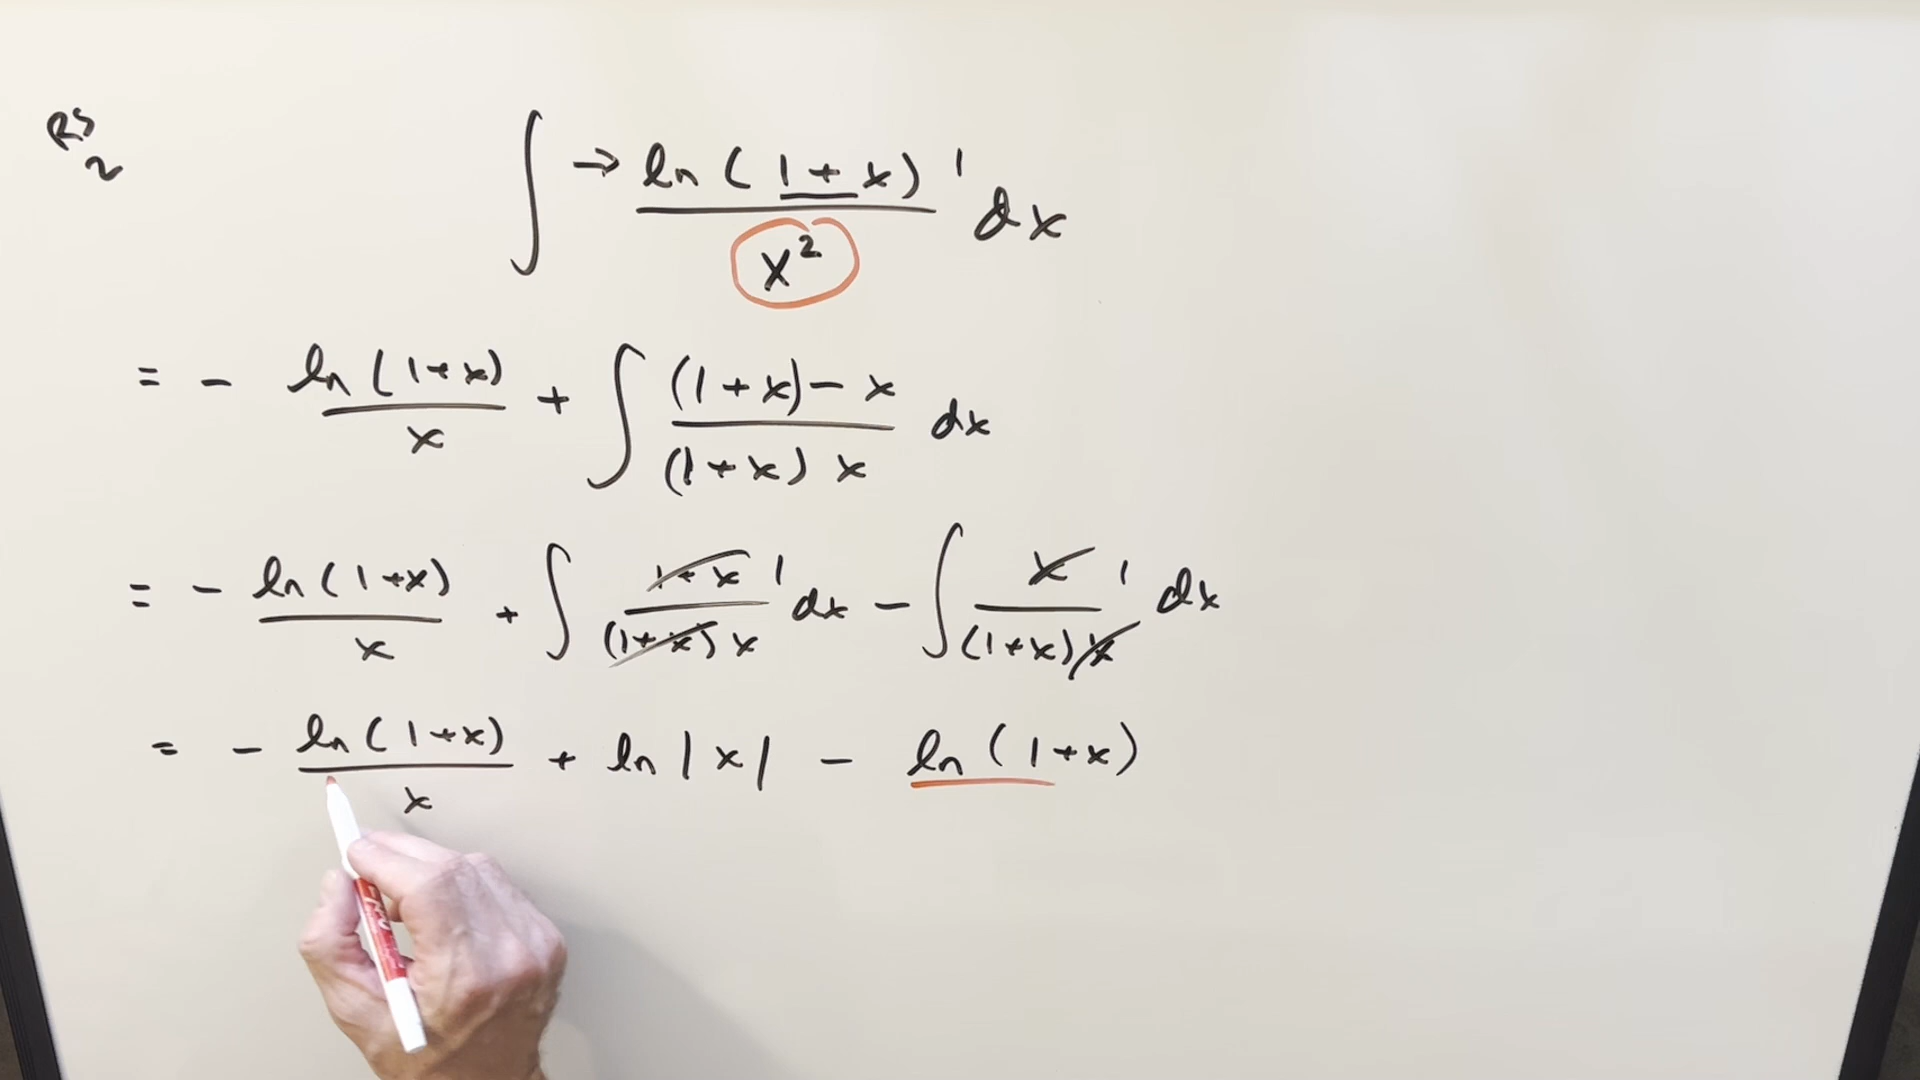 RS
2
∫ → ln(1+x) ' / x² dx
= - ln(1+x) / x + ∫ (1+x)-x / (1+x)x dx
= - ln(1+x) / x + ∫ 1+x ' / (1+x)x dx - ∫ x ' / (1+x)x dx
= - ln(1+x) / x + ln|x| - ln(1+x)